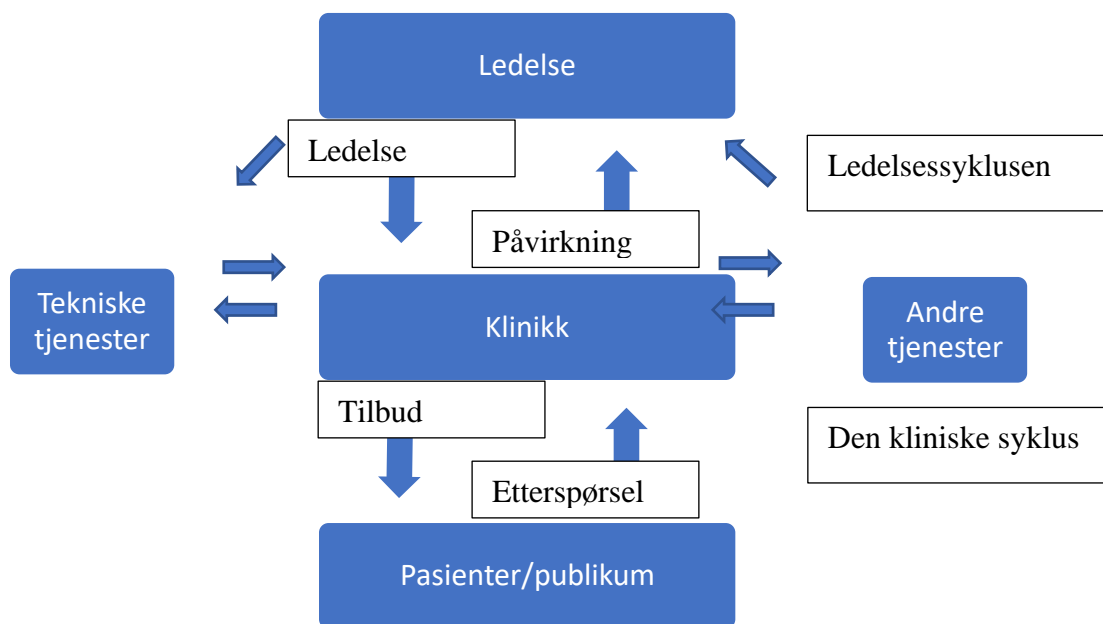 Ledelse
Ledelse
Ledelsessyklusen
Påvirkning
Tekniske
tjenester
Klinikk
Andre
tjenester
Tilbud
Den kliniske syklus
Etterspørsel
Pasienter/publikum